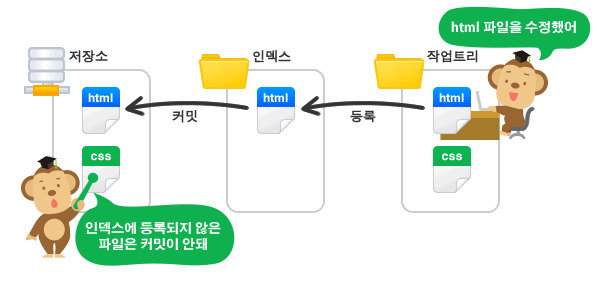 html 파일을 수정했어
저장소
인덱스
작업트리
html
html
html
커밋
등록
css
css
인덱스에 등록되지 않은
파일은 커밋이 안돼